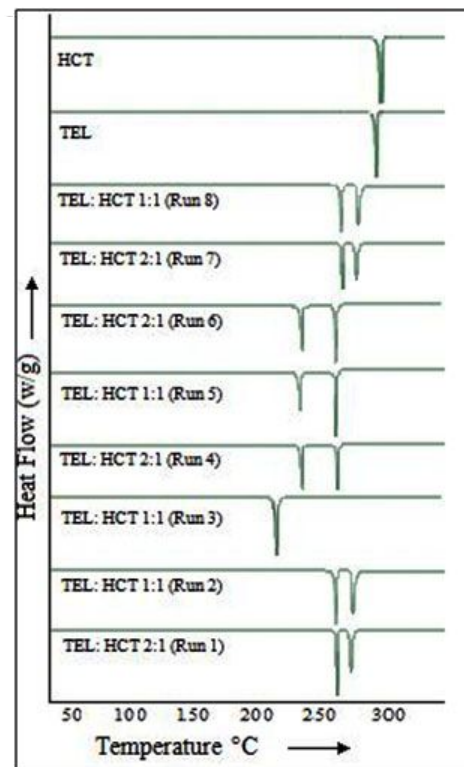 HCT
TEL
TEL: HCT 1:1 (Run 8)
TEL: HCT 2:1 (Run 7)
TEL: HCT 2:1 (Run 6)
TEL: HCT 1:1 (Run 5)
TEL: HCT 2:1 (Run 4)
TEL: HCT 1:1 (Run 3)
TEL: HCT 1:1 (Run 2)
TEL: HCT 2:1 (Run 1)
Heat Flow (w/g)
50 100 150 200 250 300
Temperature °C